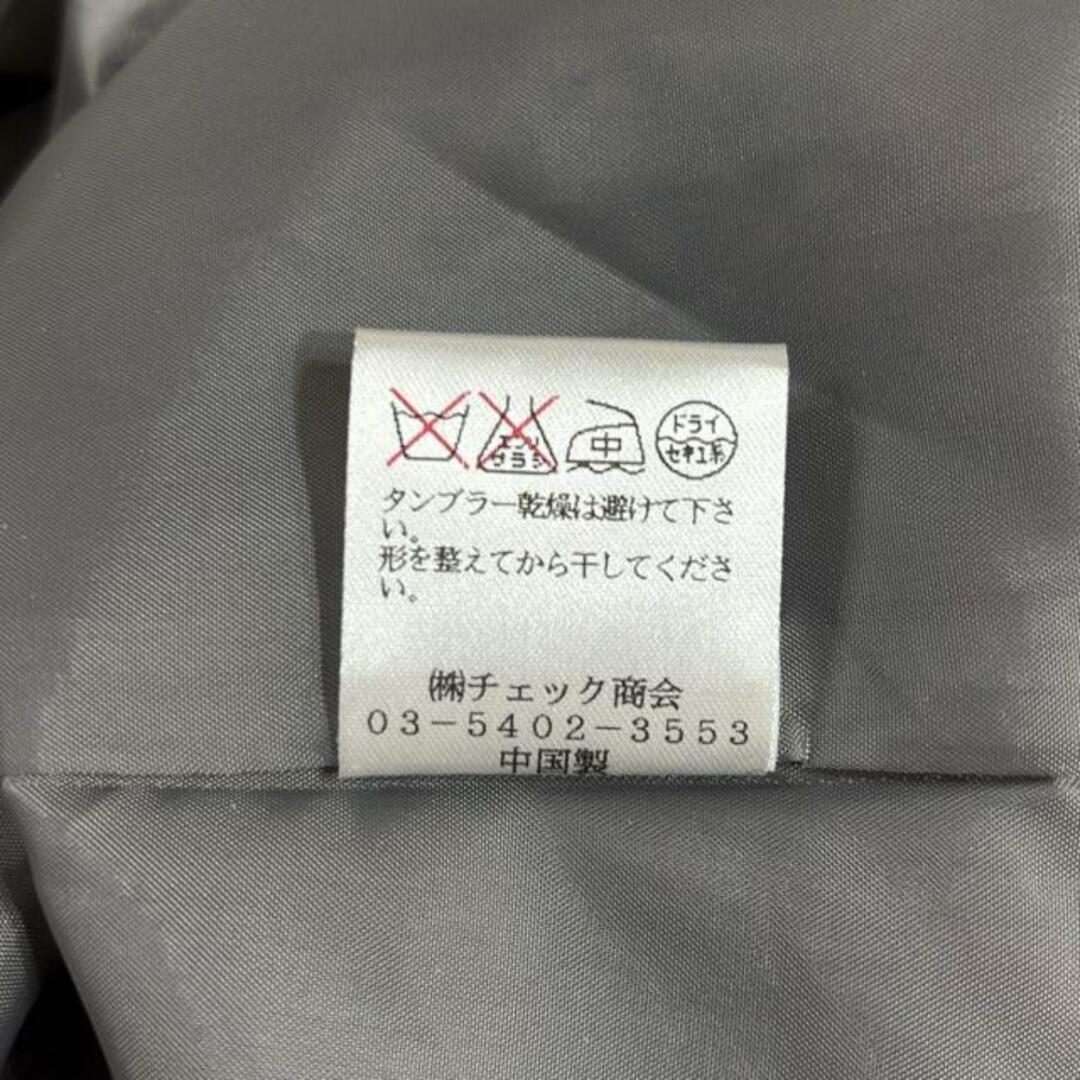 エンソ
サラシ
中
ドライ
セキユ系
タンブラー乾燥は避けて下さ
い。
形を整えてから干してくださ
い。
㈱チェック商会
０３－５４０２－３５５３
中国製